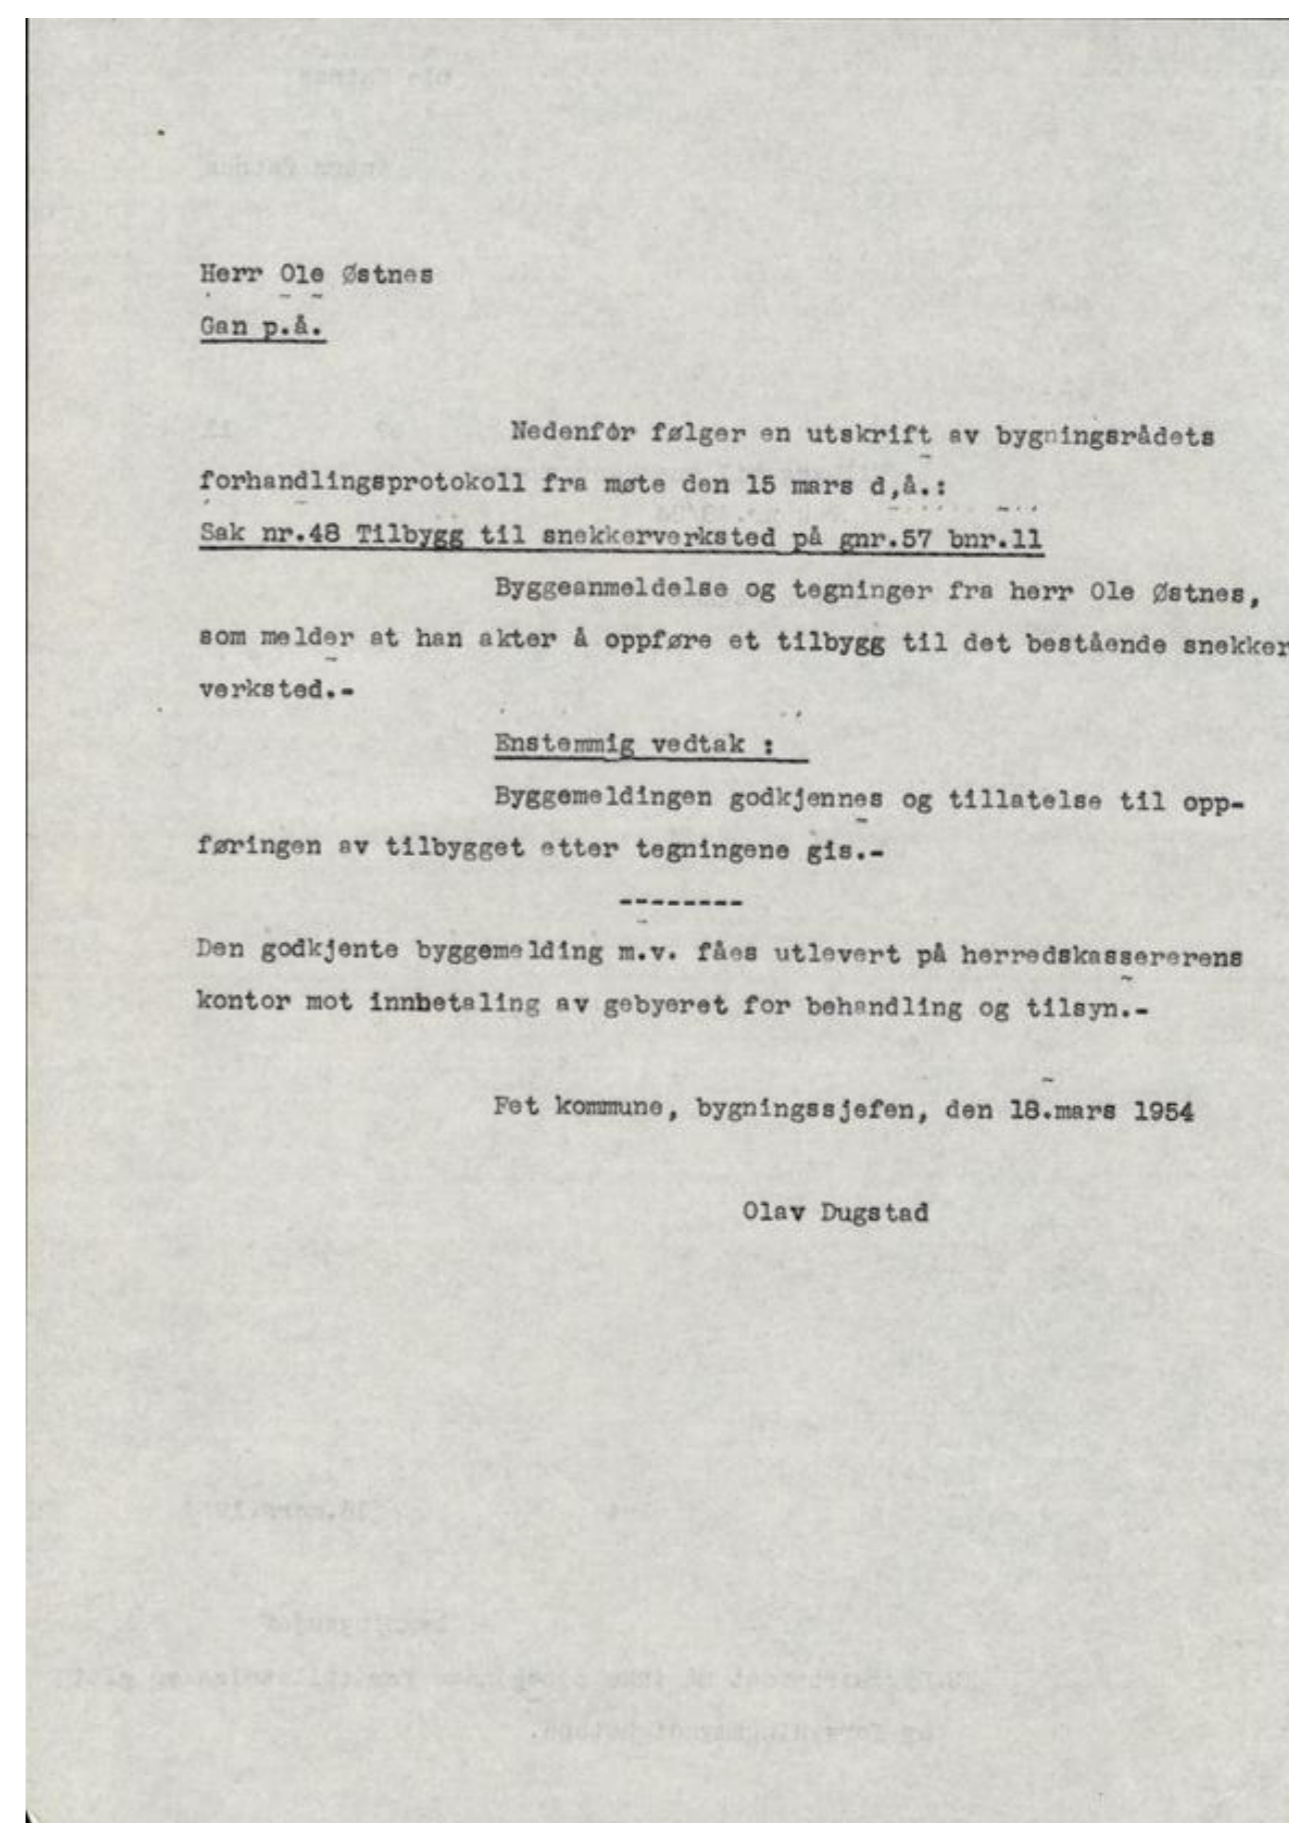 Herr Ole Østnes
Gan p.å.
Nedenfor følger en utskrift av bygningsrådets
forhandlingsprotokoll fra møte den 15 mars d,å.:
Sak nr.48 Tilbygg til snekkerverksted på gnr.57 bnr.11
Byggeanmeldelse og tegninger fra herr Ole Østnes,
som melder at han akter å oppføre et tilbygg til det bestående snekker
verksted.-
Enstemmig vedtak :
Byggemeldingen godkjennes og tillatelse til opp-
føringen av tilbygget etter tegningene gis.-
--------
Den godkjente byggemelding m.v. fåes utlevert på herredskassererens
kontor mot innbetaling av gebyeret for behandling og tilsyn.-
Fet kommune, bygningssjefen, den 18.mars 1954
Olav Dugstad